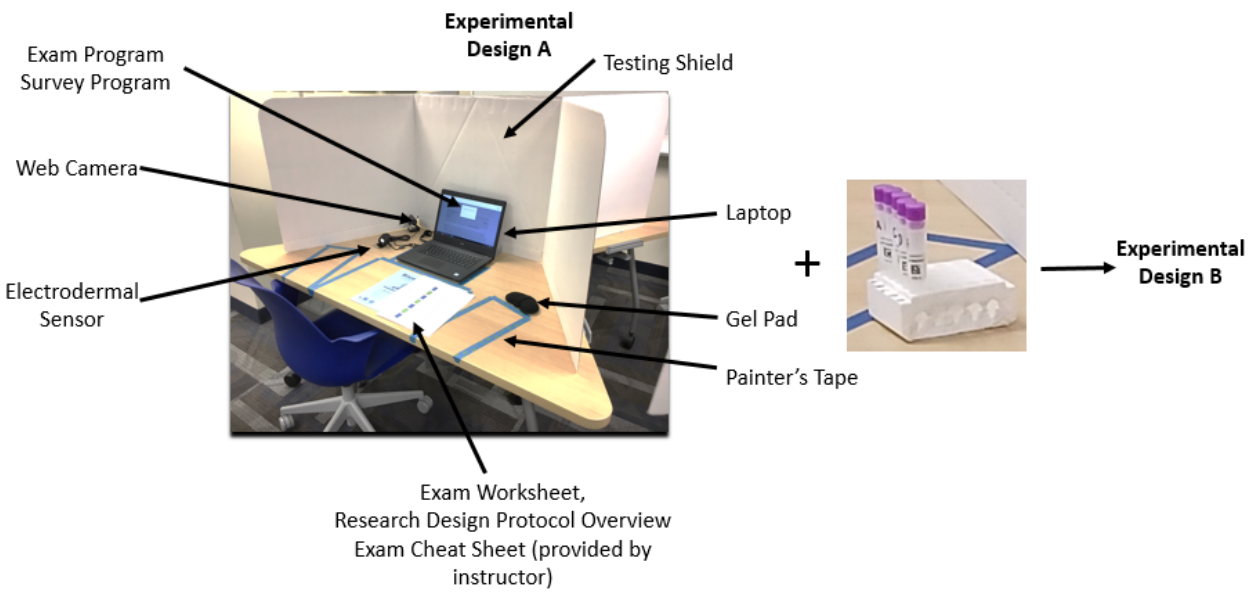 Experimental
Design A
Exam Program
Survey Program
Testing Shield
Web Camera
Laptop
+
Experimental
Design B
Electrodermal
Sensor
Gel Pad
Painter's Tape
Exam Worksheet,
Research Design Protocol Overview
Exam Cheat Sheet (provided by
instructor)